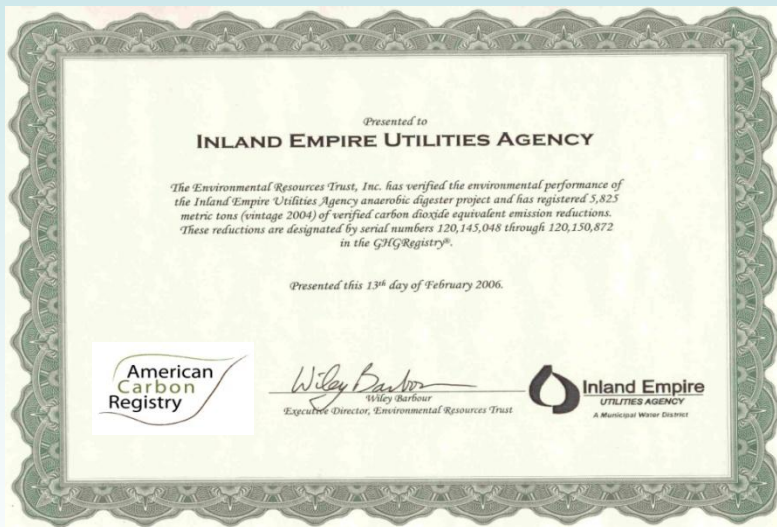 Presented to
INLAND EMPIRE UTILITIES AGENCY
The Environmental Resources Trust, Inc. has verified the environmental performance of
the Inland Empire Utilities Agency anaerobic digester project and has registered 5,825
metric tons (vintage 2004) of verified carbon dioxide equivalent emission reductions.
These reductions are designated by serial numbers 120,145,048 through 120,150,872
in the GHGRegistry®.
Presented this 13th day of February 2006.
American
Carbon
Registry
Wiley Barbour
Wiley Barbour
Executive Director, Environmental Resources Trust
Inland Empire
UTILITIES AGENCY
A Municipal Water District